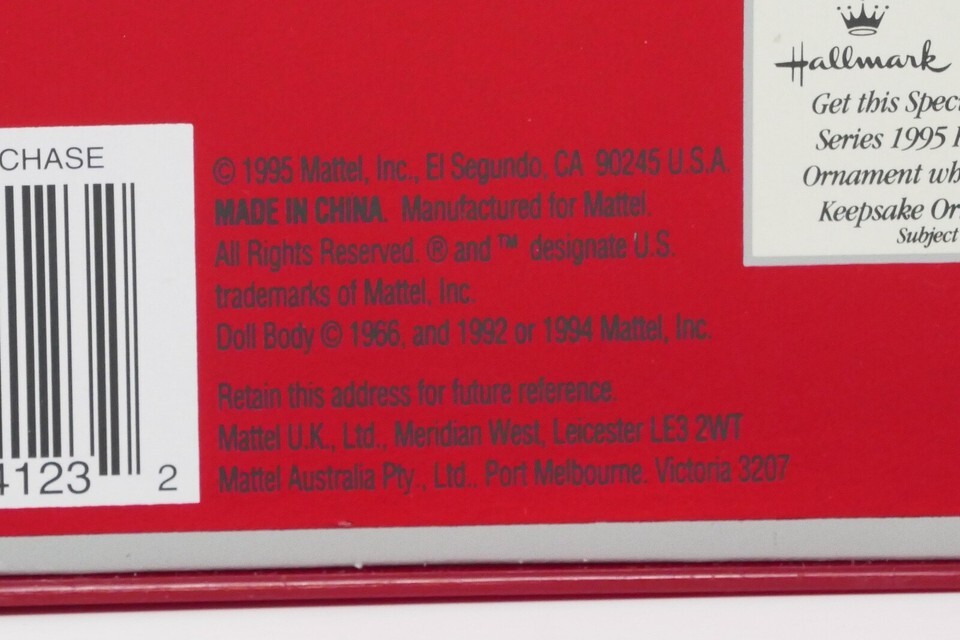 CHASE
4123 2
© 1995 Mattel, Inc., El Segundo, CA 90245 U.S.A.
MADE IN CHINA. Manufactured for Mattel.
All Rights Reserved. ® and ™ designate U.S.
trademarks of Mattel, Inc.
Doll Body © 1966, and 1992 or 1994 Mattel, Inc.
Retain this address for future reference.
Mattel U.K., Ltd., Meridian West, Leicester LE3 2WT
Mattel Australia Pty., Ltd., Port Melbourne. Victoria 3207
Hallmark
Get this Spec
Series 1995
Ornament wh
Keepsake Or
Subject